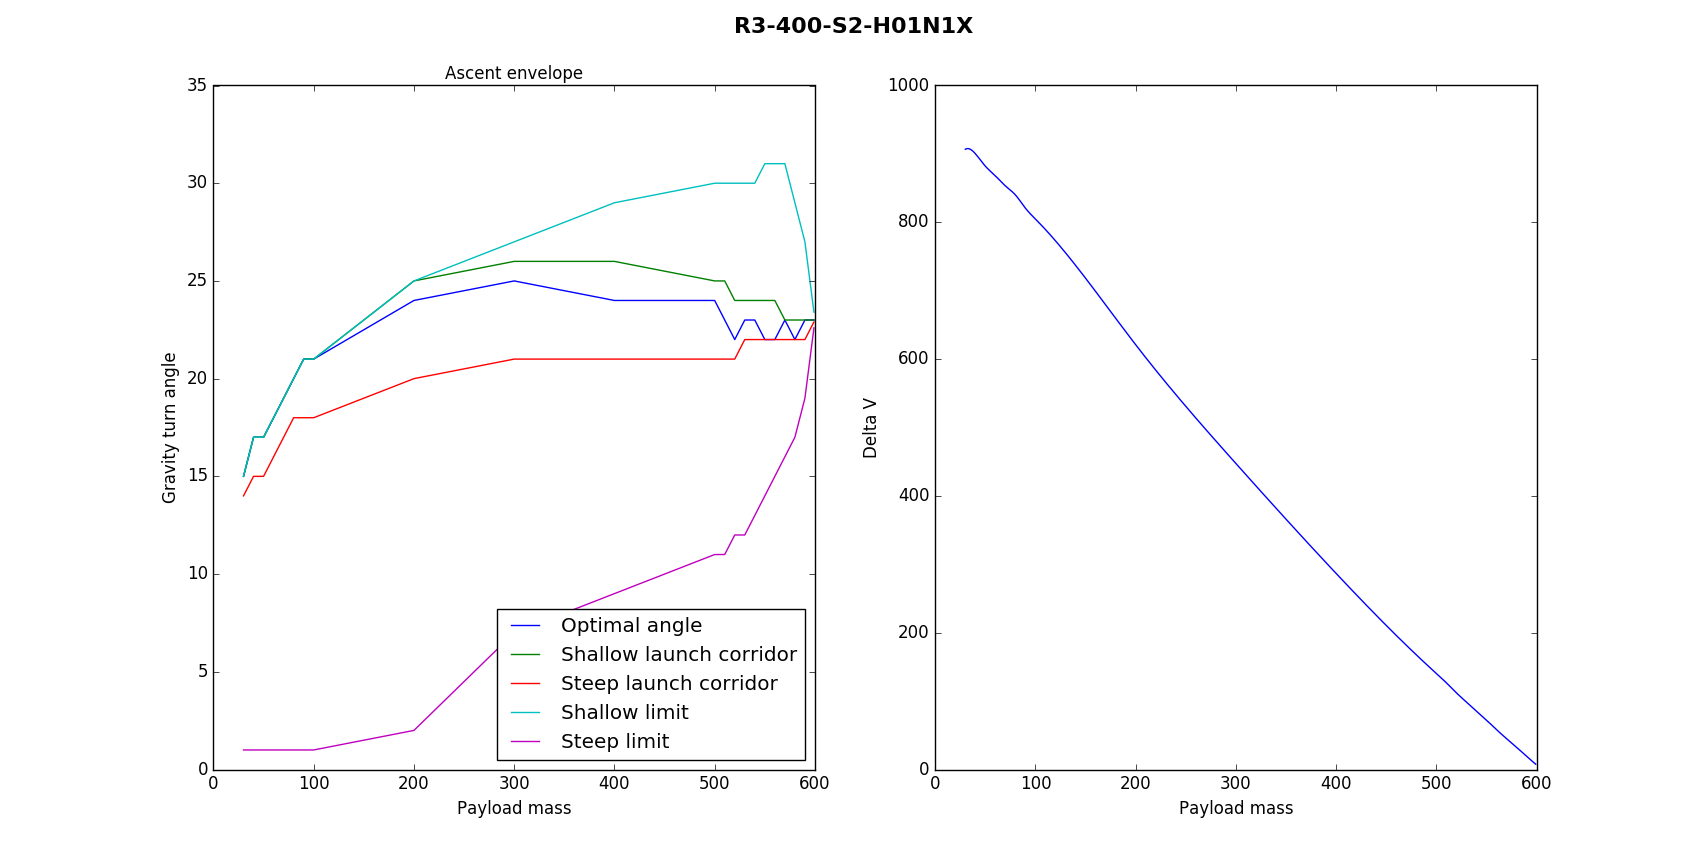 R3-400-S2-H01N1X
Ascent envelope
35
30
25
20
15
10
5
0
Gravity turn angle
0 100 200 300 400 500 600
Payload mass
Optimal angle
Shallow launch corridor
Steep launch corridor
Shallow limit
Steep limit
1000
800
600
400
200
0
Delta V
0 100 200 300 400 500 600
Payload mass